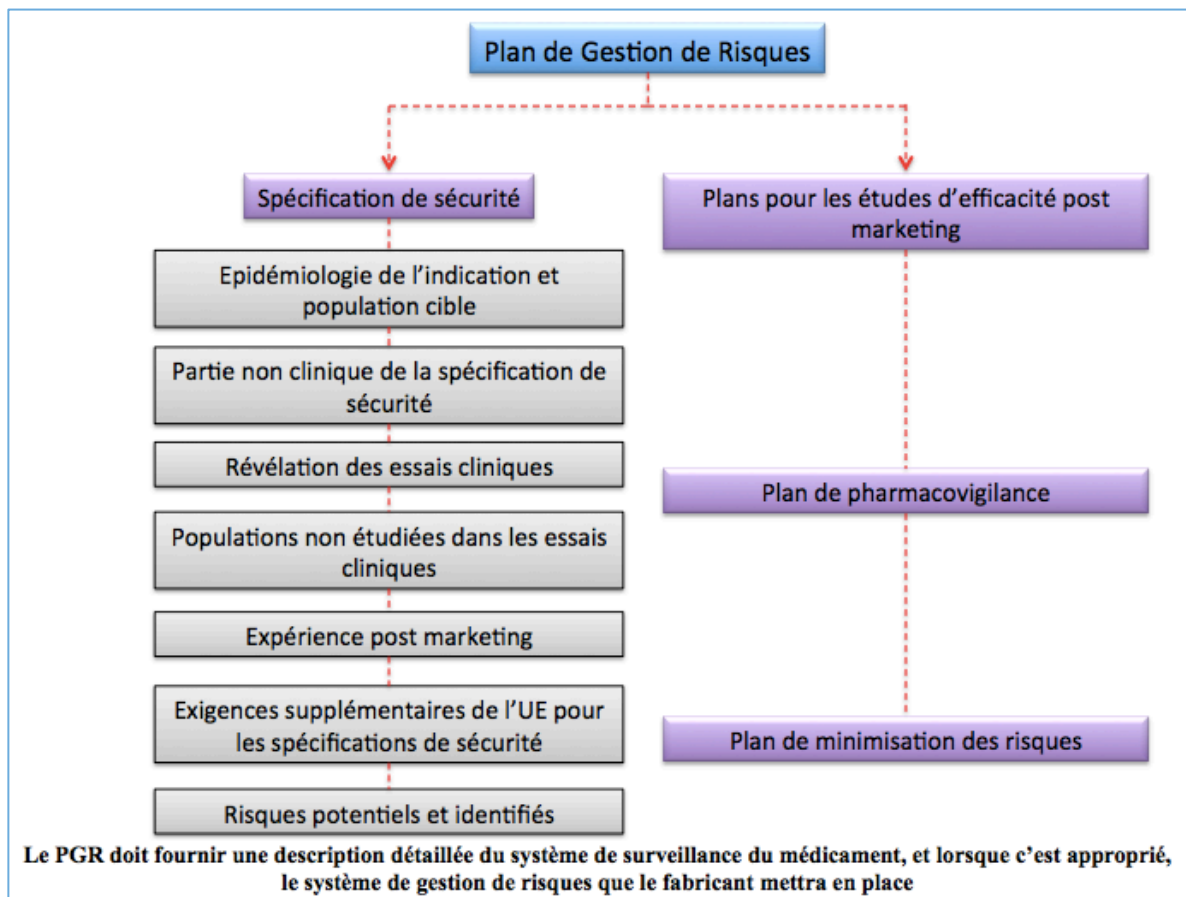 Plan de Gestion de Risques
Spécification de sécurité
Epidémiologie de l'indication et
population cible
Partie non clinique de la spécification de
sécurité
Révélation des essais cliniques
Populations non étudiées dans les essais
cliniques
Expérience post marketing
Exigences supplémentaires de l'UE pour
les spécifications de sécurité
Risques potentiels et identifiés
Plans pour les études d'efficacité post
marketing
Plan de pharmacovigilance
Plan de minimisation des risques
Le PGR doit fournir une description détaillée du système de surveillance du médicament, et lorsque c'est approprié,
le système de gestion de risques que le fabricant mettra en place